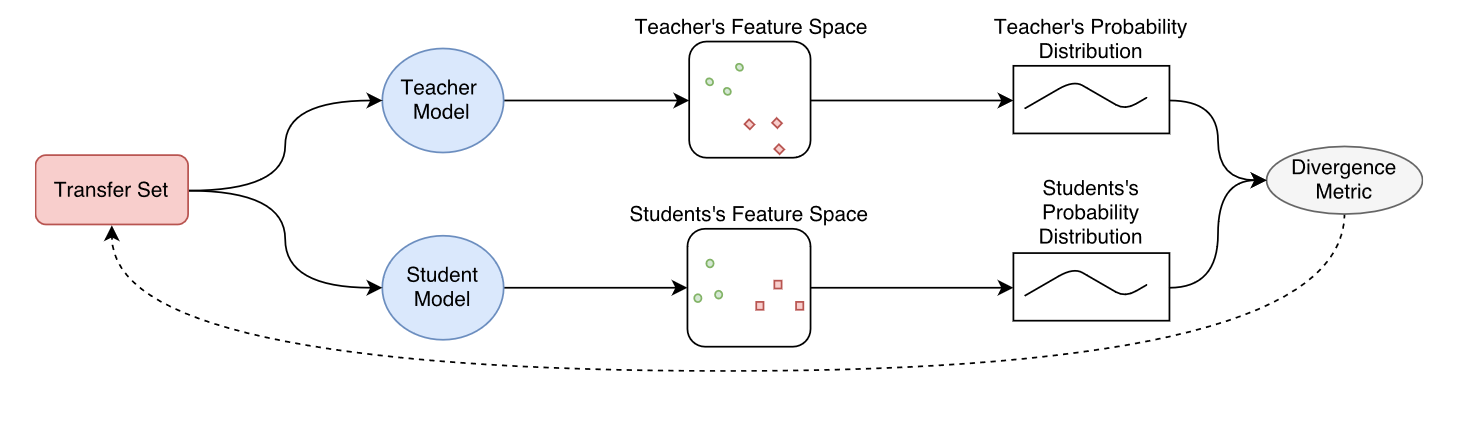 Transfer Set
Teacher
Model
Teacher's Feature Space
Teacher's Probability
Distribution
Student
Model
Students's Feature Space
Students's
Probability
Distribution
Divergence
Metric